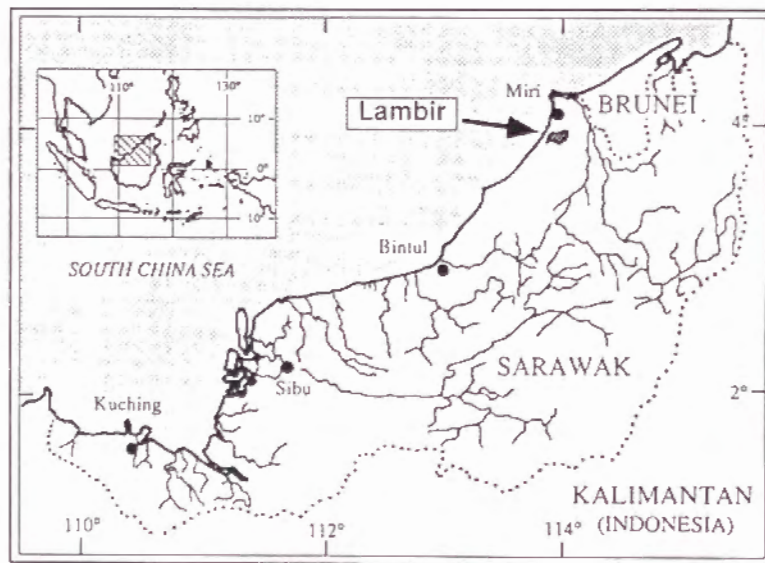 110°
130°
10°
0°
10°
SOUTH CHINA SEA
Lambir
Miri
BRUNEI
4°
Bintul
SARAWAK
Sibu
Kuching
2°
KALIMANTAN
(INDONESIA)
110°
112°
114°